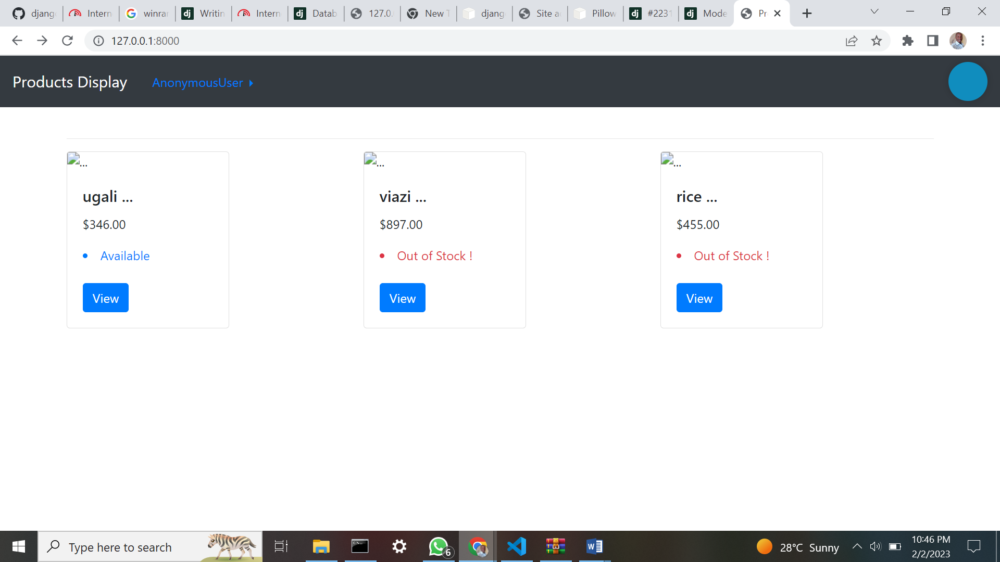 djang Intern winrar Writin Intern Datab 127.0. New T djang Site a Pillow #2231 Mode Pr
127.0.0.1:8000
Products Display AnonymousUser
... ... ...
ugali ... viazi ... rice ...
$346.00 $897.00 $455.00
Available Out of Stock ! Out of Stock !
View View View
Type here to search 6 28°C Sunny 10:46 PM
2/2/2023